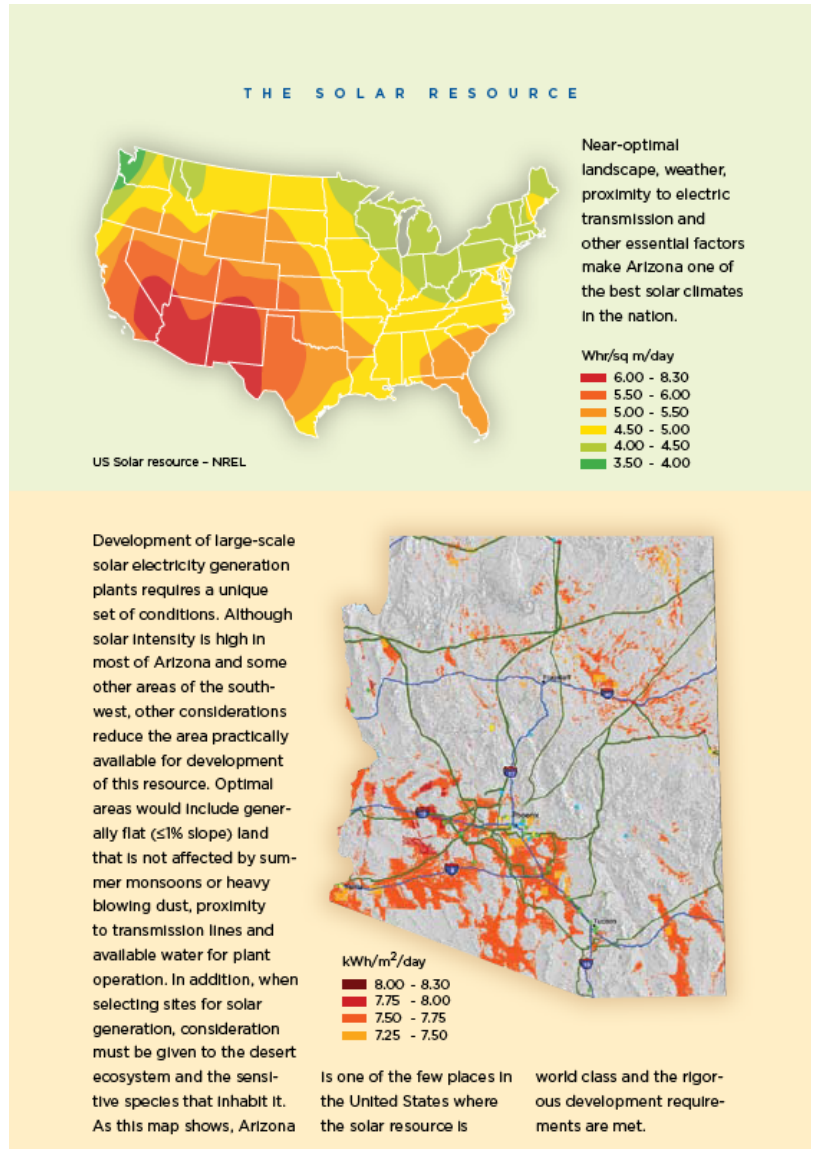 THE SOLAR RESOURCE
Near-optimal
landscape, weather,
proximity to electric
transmission and
other essential factors
make Arizona one of
the best solar climates
in the nation.
Whr/sq m/day
6.00 - 8.30
5.50 - 6.00
5.00 - 5.50
4.50 - 5.00
4.00 - 4.50
3.50 - 4.00
US Solar resource – NREL
Development of large-scale
solar electricity generation
plants requires a unique
set of conditions. Although
solar intensity is high in
most of Arizona and some
other areas of the south-
west, other considerations
reduce the area practically
available for development
of this resource. Optimal
areas would include gener-
ally flat (≤1% slope) land
that is not affected by sum-
mer monsoons or heavy
blowing dust, proximity
to transmission lines and
available water for plant
operation. In addition, when
selecting sites for solar
generation, consideration
must be given to the desert
ecosystem and the sensi-
tive species that inhabit it.
As this map shows, Arizona
Phoenix
Tucson
kWh/m²/day
8.00 - 8.30
7.75 - 8.00
7.50 - 7.75
7.25 - 7.50
is one of the few places in
the United States where
the solar resource is
world class and the rigor-
ous development require-
ments are met.